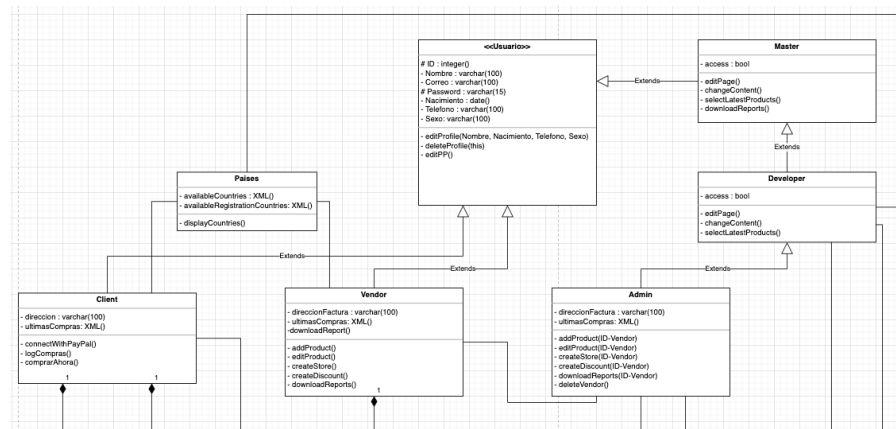 <<Usuario>>
# ID : integer()
- Nombre : varchar(100)
- Correo : varchar(100)
# Password : varchar(15)
- Nacimiento : date()
- Telefono : varchar(100)
- Sexo: varchar(100)
- editProfile(Nombre, Nacimiento, Telefono, Sexo)
- deleteProfile(this)
- editPP()
Extends
Master
- access : bool
- editPage()
- changeContent()
- selectLatestProducts()
- downloadReports()
Extends
Paises
- availableCountries : XML()
- availableRegistrationCountries: XML()
- displayCountries()
Developer
- access : bool
- editPage()
- changeContent()
- selectLatestProducts()
Extends
Extends
Extends
Client
- direccion : varchar(100)
- ultimasCompras: XML()
- connectWithPayPal()
- logCompras()
- comprarAhora()
1
1
Vendor
- direccionFactura : varchar(100)
- ultimasCompras: XML()
-downloadReport()
- addProduct()
- editProduct()
- createStore()
- createDiscount()
- downloadReports()
1
Admin
- direccionFactura : varchar(100)
- ultimasCompras: XML()
- addProduct(ID-Vendor)
- editProduct(ID-Vendor)
- createStore(ID-Vendor)
- createDiscount(ID-Vendor)
- downloadReports(ID-Vendor)
- deleteVendor()